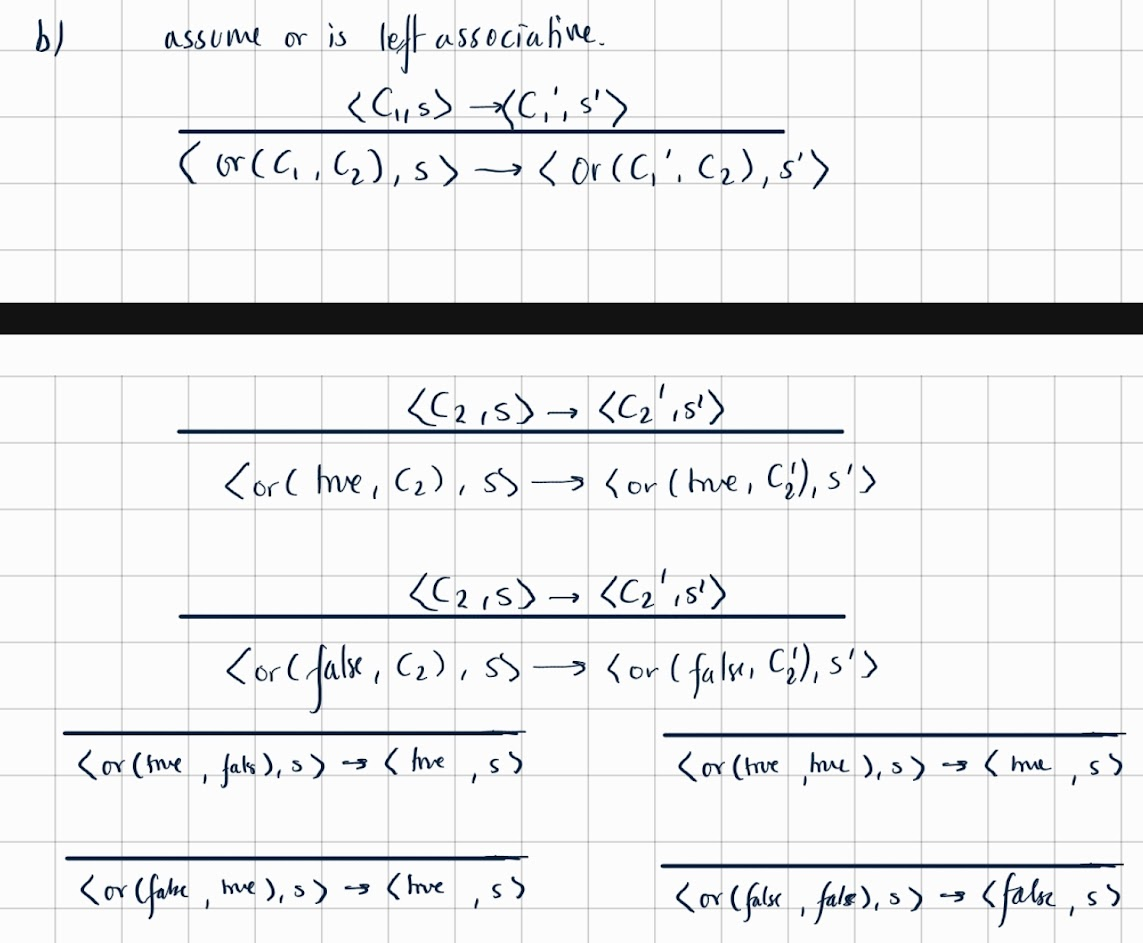 b) assume or is left associative.
<C₁, s> → <C₁', s'>
< or(C₁, C₂), s> → < Or(C₁', C₂), s'>
<C₂, s> → <C₂', s'>
<or( true, C₂), s> → <or (true, C₂'), s'>
<C₂, s> → <C₂', s'>
<or(false, C₂), s> → <or (false, C₂'), s'>
<or(true, false), s> → < true, s> <or(true, true), s> → < true, s>
<or(false, true), s> → <true, s> <or(false, false), s> → <false, s>